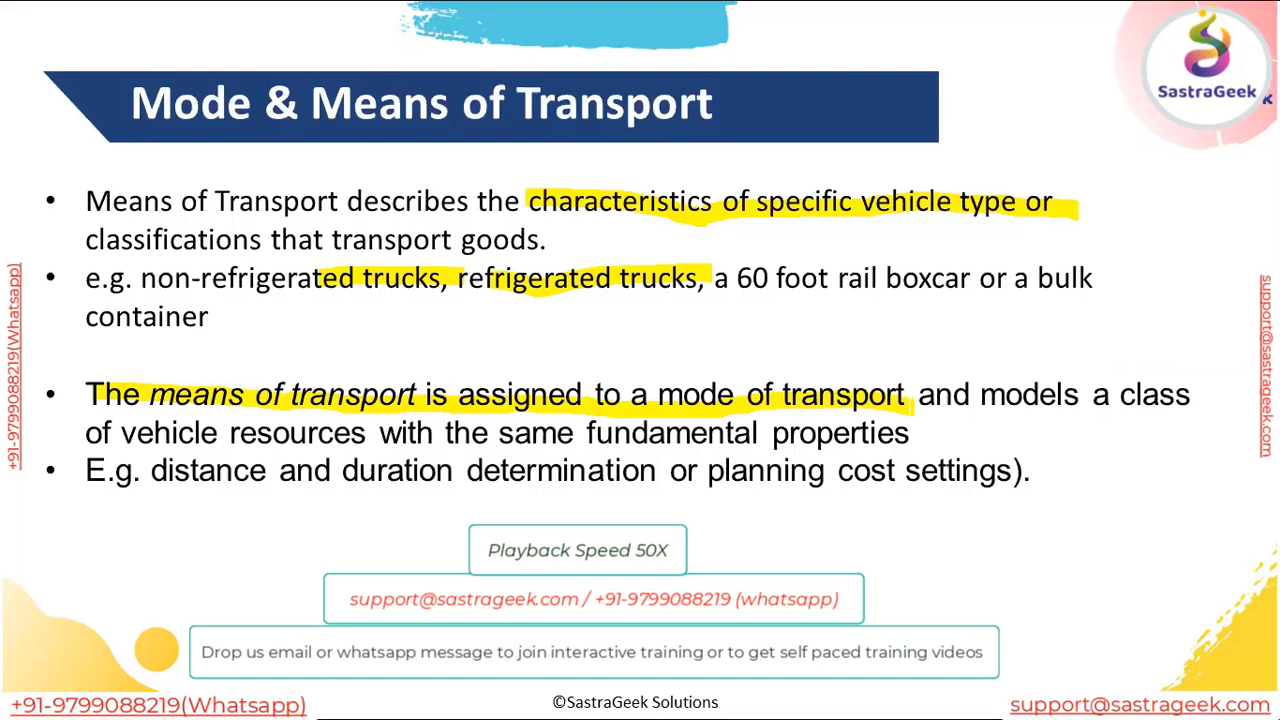 SastraGeek
k
Mode & Means of Transport
• Means of Transport describes the characteristics of specific vehicle type or
classifications that transport goods.
• e.g. non-refrigerated trucks, refrigerated trucks, a 60 foot rail boxcar or a bulk
container
• The means of transport is assigned to a mode of transport and models a class
of vehicle resources with the same fundamental properties
• E.g. distance and duration determination or planning cost settings).
+91-9799088219(Whatsapp)
support@sastrageek.com
Playback Speed 50X
support@sastrageek.com / +91-9799088219 (whatsapp)
Drop us email or whatsapp message to join interactive training or to get self paced training videos
+91-9799088219(Whatsapp)
©SastraGeek Solutions
support@sastrageek.com